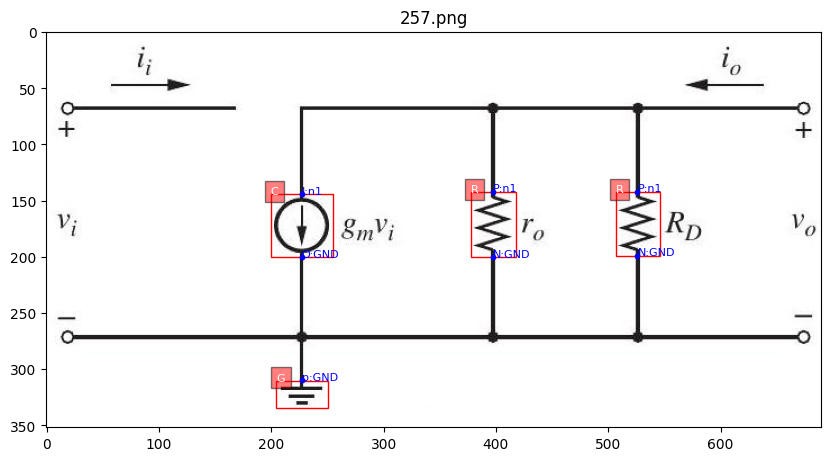 257.png
0
50
100
150
200
250
300
350
0
100
200
300
400
500
600
i_i
i_o
+
+
C
I:n1
R
P:n1
R
P:n1
v_i
g_m v_i
r_o
R_D
v_o
O:GND
N:GND
N:GND
−
−
G
p:GND